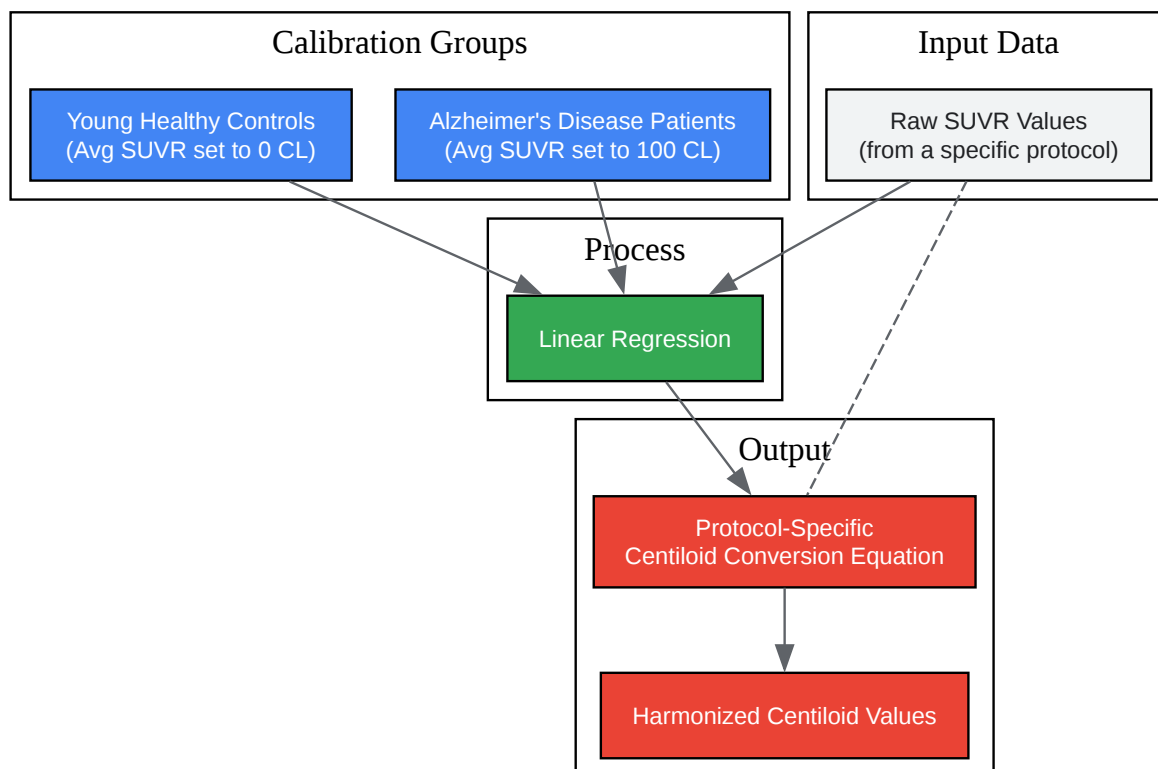 Calibration Groups
Young Healthy Controls
(Avg SUVR set to 0 CL)
Alzheimer's Disease Patients
(Avg SUVR set to 100 CL)
Input Data
Raw SUVR Values
(from a specific protocol)
Process
Linear Regression
Output
Protocol-Specific
Centiloid Conversion Equation
Harmonized Centiloid Values